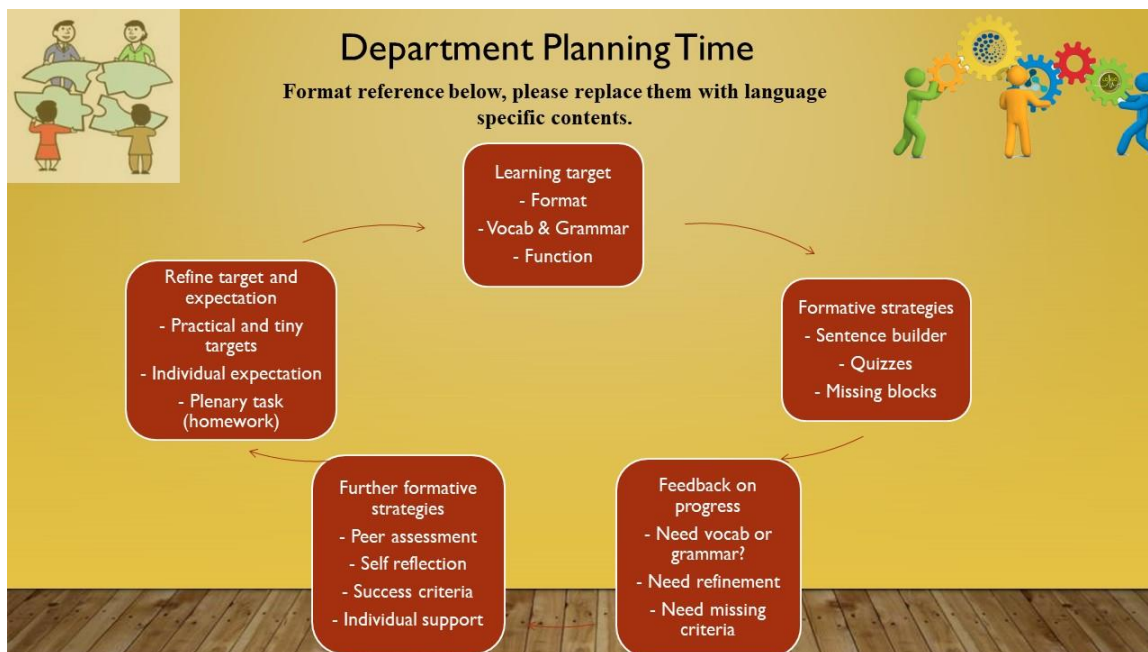 Department Planning Time
Format reference below, please replace them with language
specific contents.
Learning target
- Format
- Vocab & Grammar
- Function
Formative strategies
- Sentence builder
- Quizzes
- Missing blocks
Feedback on
progress
- Need vocab or
grammar?
- Need refinement
- Need missing
criteria
Further formative
strategies
- Peer assessment
- Self reflection
- Success criteria
- Individual support
Refine target and
expectation
- Practical and tiny
targets
- Individual expectation
- Plenary task
(homework)